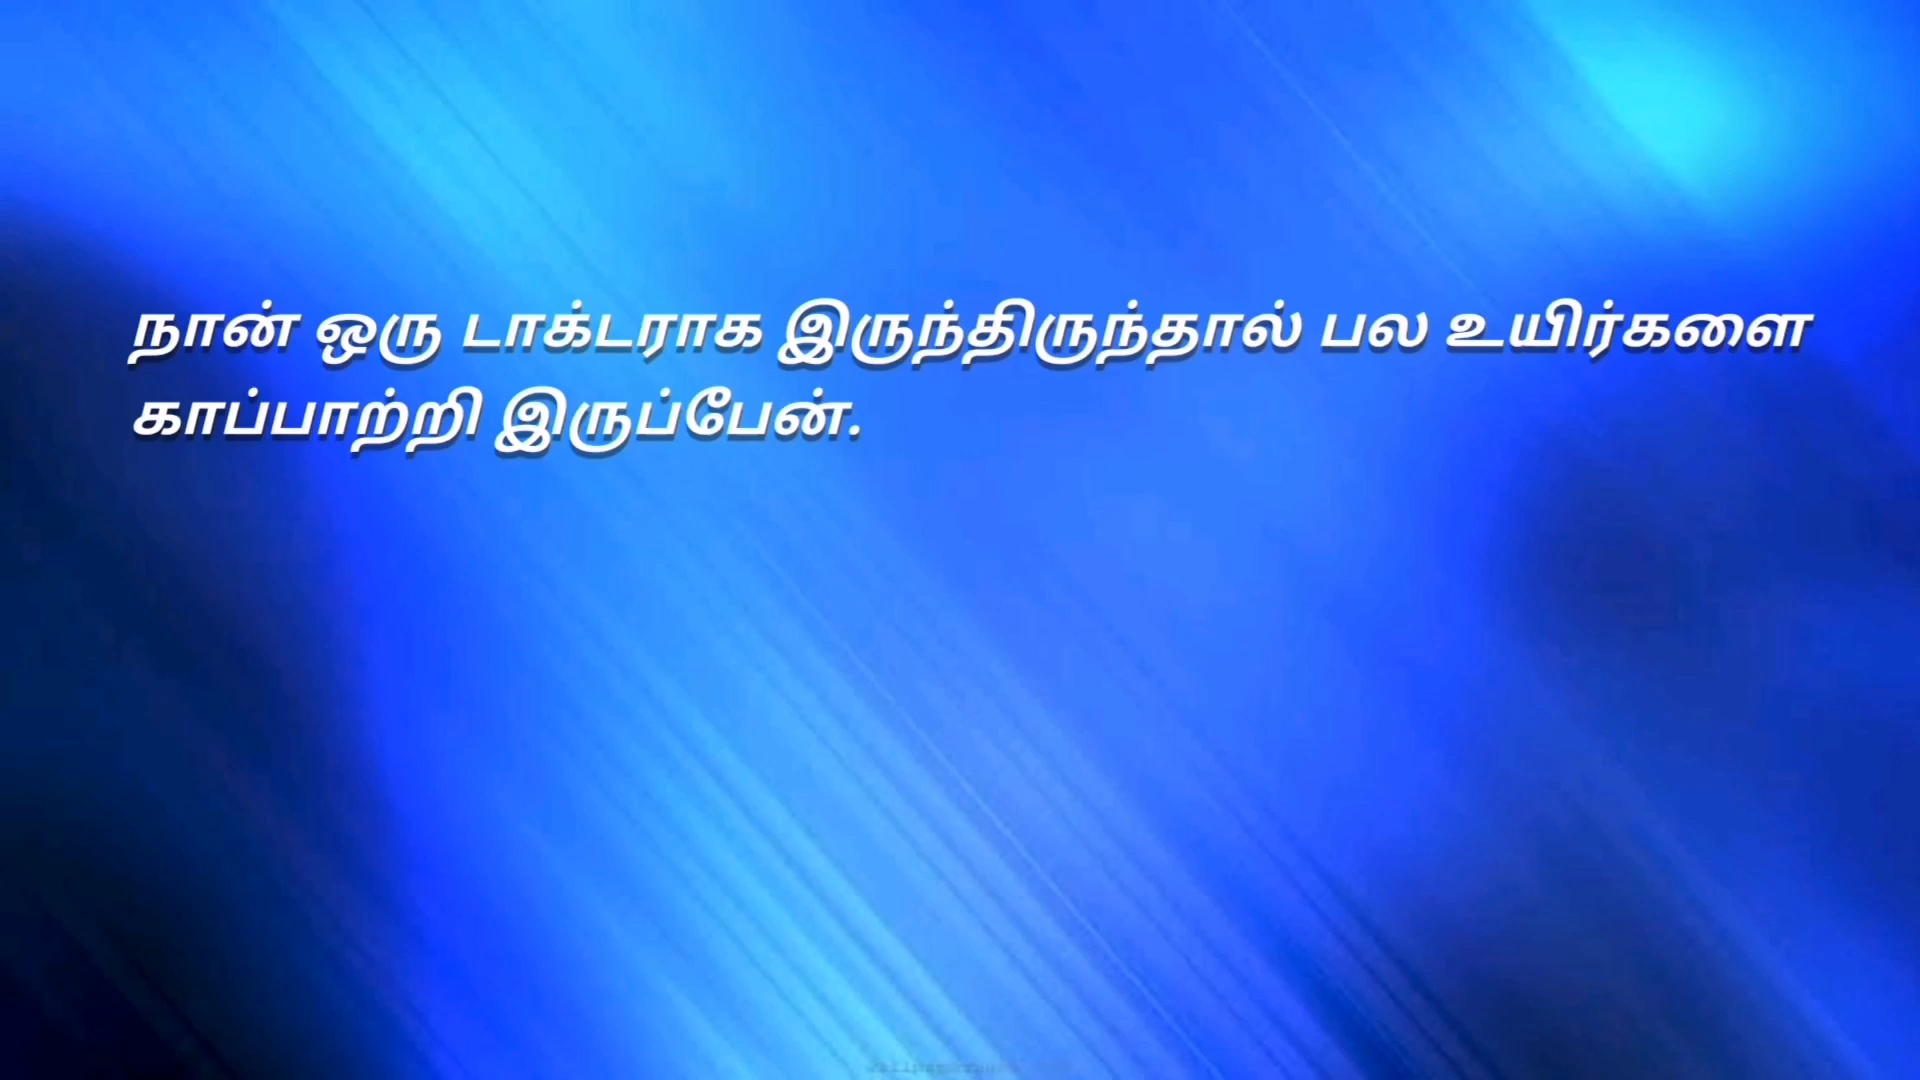 நான் ஒரு டாக்டராக இருந்திருந்தால் பல உயிர்களை
காப்பாற்றி இருப்பேன்.